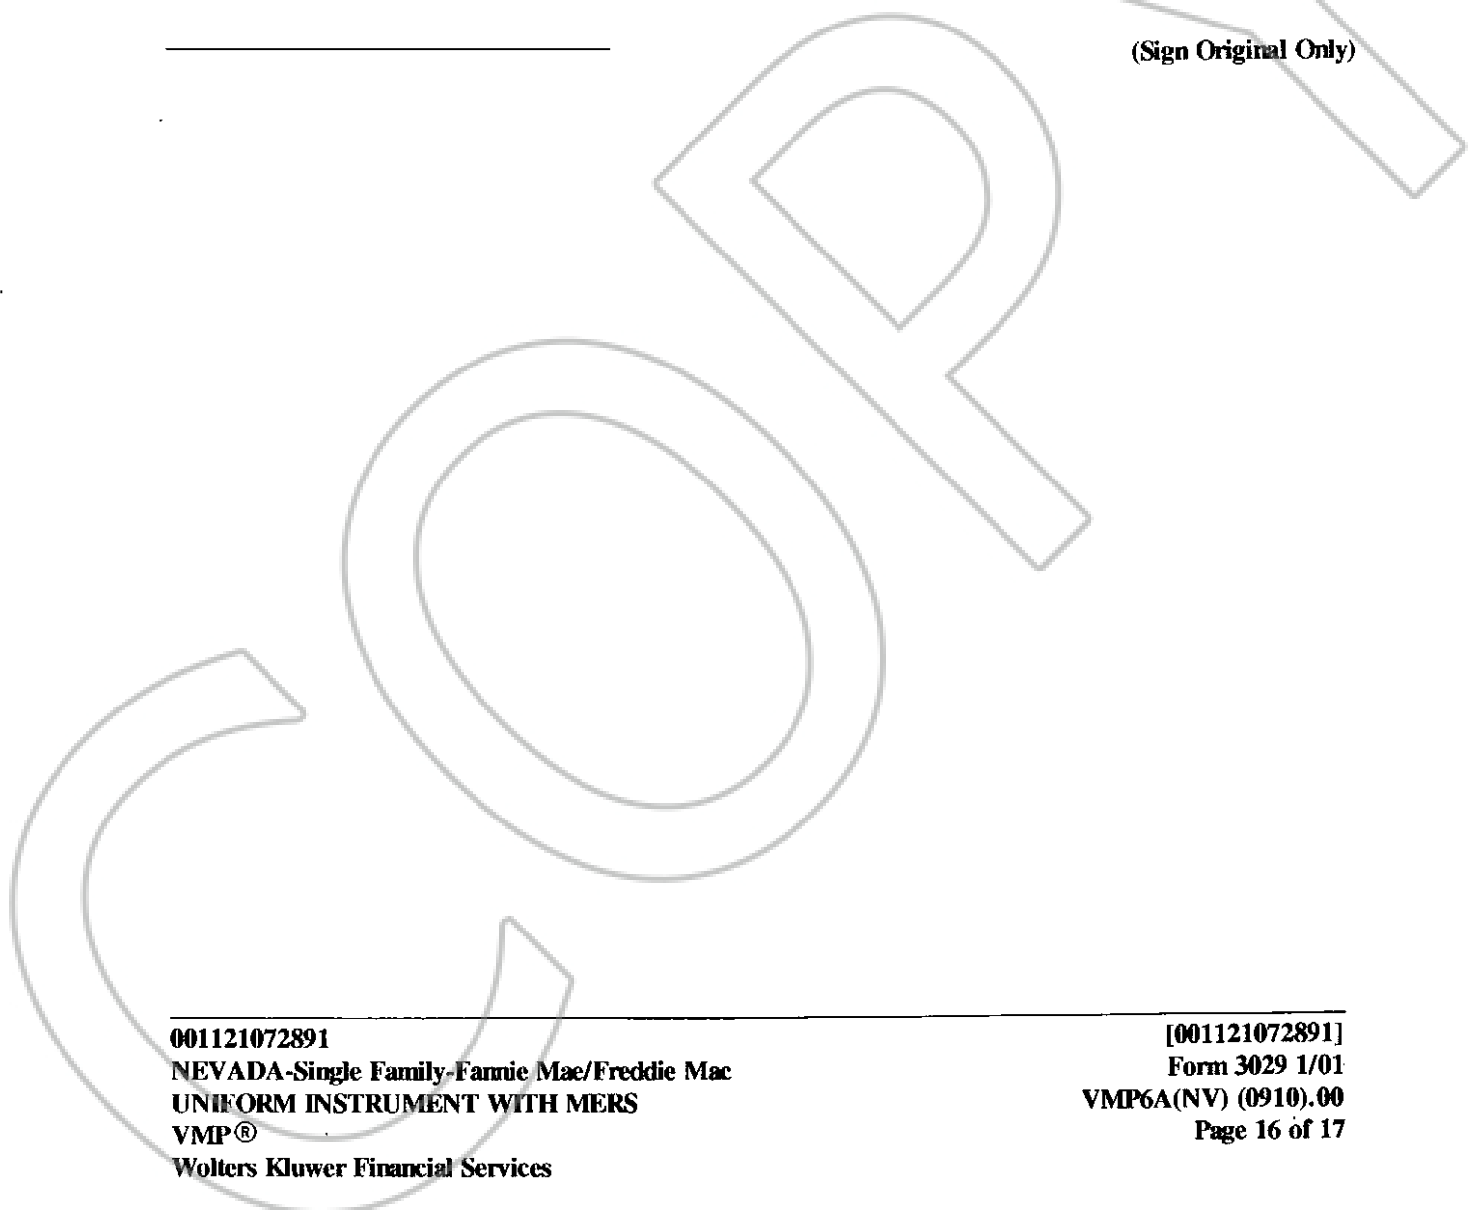 (Sign Original Only)
COPY
001121072891
NEVADA-Single Family-Fannie Mae/Freddie Mac
UNIFORM INSTRUMENT WITH MERS
VMP®
Wolters Kluwer Financial Services
[001121072891]
Form 3029 1/01
VMP6A(NV) (0910).00
Page 16 of 17